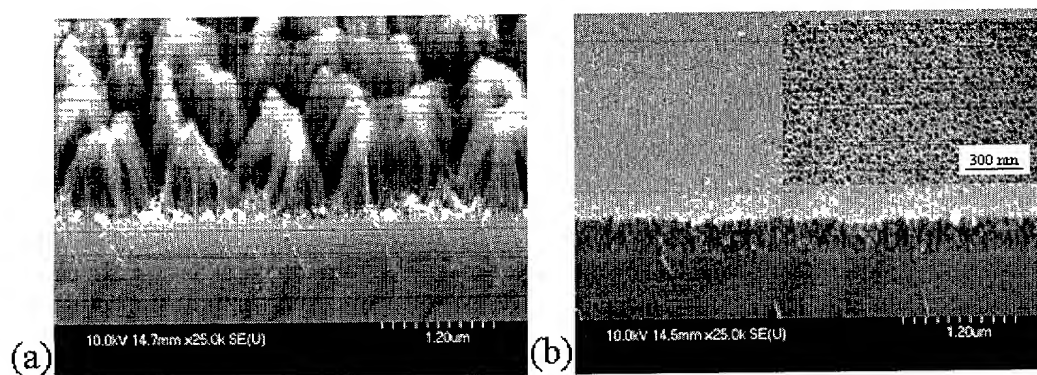 (a)
10.0kV 14.7mm x25.0k SE(U)
1.20um
(b)
300 nm
10.0kV 14.5mm x25.0k SE(U)
1.20um